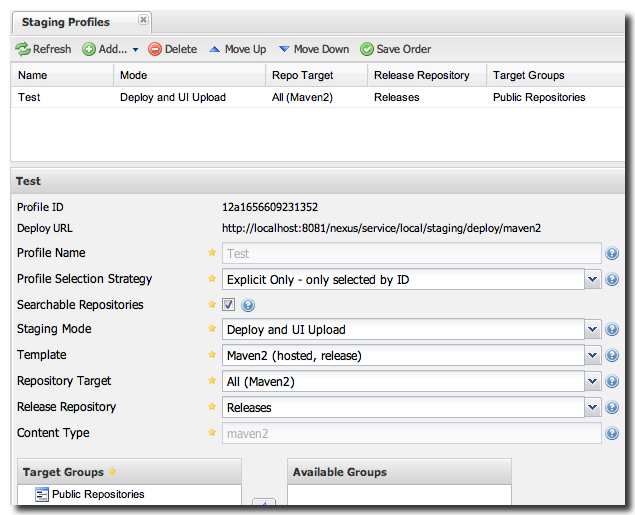 Staging Profiles
Refresh Add... Delete Move Up Move Down Save Order
Name Mode Repo Target Release Repository Target Groups
Test Deploy and UI Upload All (Maven2) Releases Public Repositories
Test
Profile ID 12a1656609231352
Deploy URL http://localhost:8081/nexus/service/local/staging/deploy/maven2
Profile Name Test
Profile Selection Strategy Explicit Only - only selected by ID
Searchable Repositories
Staging Mode Deploy and UI Upload
Template Maven2 (hosted, release)
Repository Target All (Maven2)
Release Repository Releases
Content Type maven2
Target Groups Available Groups
Public Repositories